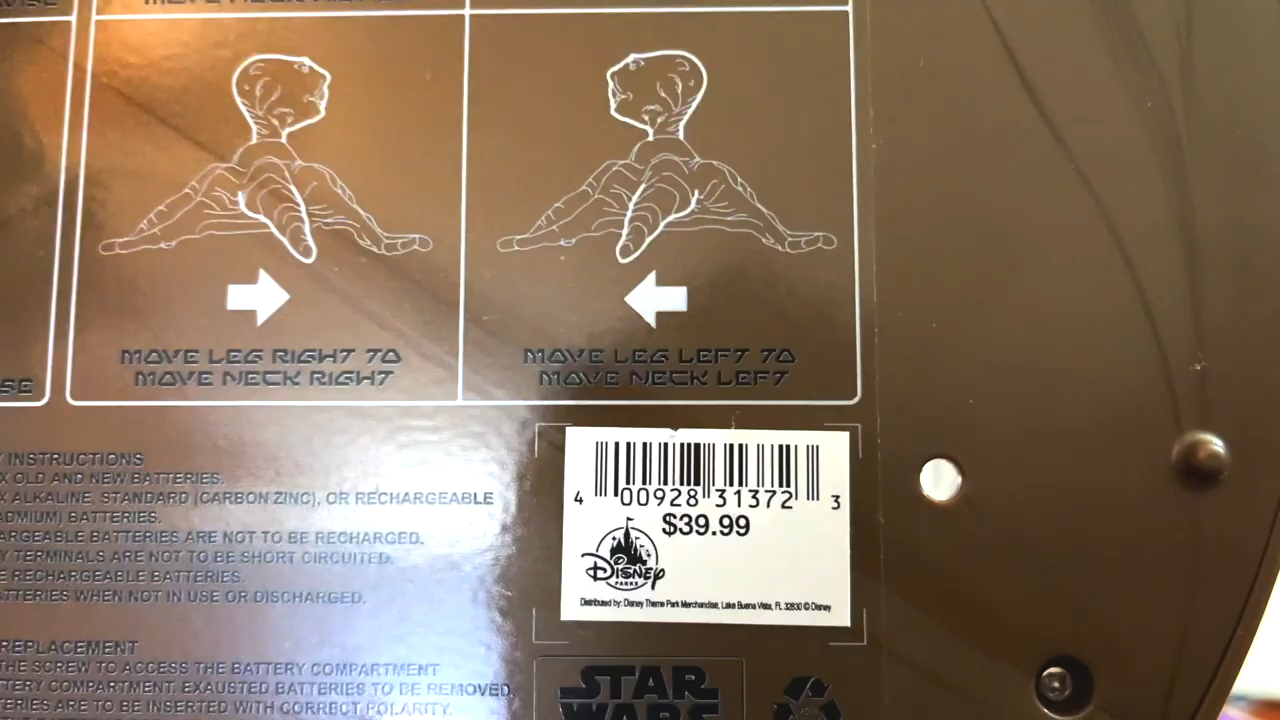 MOVE LEG RIGHT TO
MOVE NECK RIGHT
MOVE LEG LEFT TO
MOVE NECK LEFT
SE
INSTRUCTIONS
X OLD AND NEW BATTERIES.
X ALKALINE, STANDARD (CARBON ZINC), OR RECHARGEABLE
ADMIUM) BATTERIES.
ARGEABLE BATTERIES ARE NOT TO BE RECHARGED.
Y TERMINALS ARE NOT TO BE SHORT CIRCUITED.
E RECHARGEABLE BATTERIES.
ATTERIES WHEN NOT IN USE OR DISCHARGED.
REPLACEMENT
THE SCREW TO ACCESS THE BATTERY COMPARTMENT
TTERY COMPARTMENT. EXAUSTED BATTERIES TO BE REMOVED.
TERIES ARE TO BE INSERTED WITH CORRECT POLARITY.
4 00928 31372 3
$39.99
Disney
PARKS
Distributed by: Disney Theme Park Merchandise, Lake Buena Vista, FL 32830 © Disney
STAR
WARS